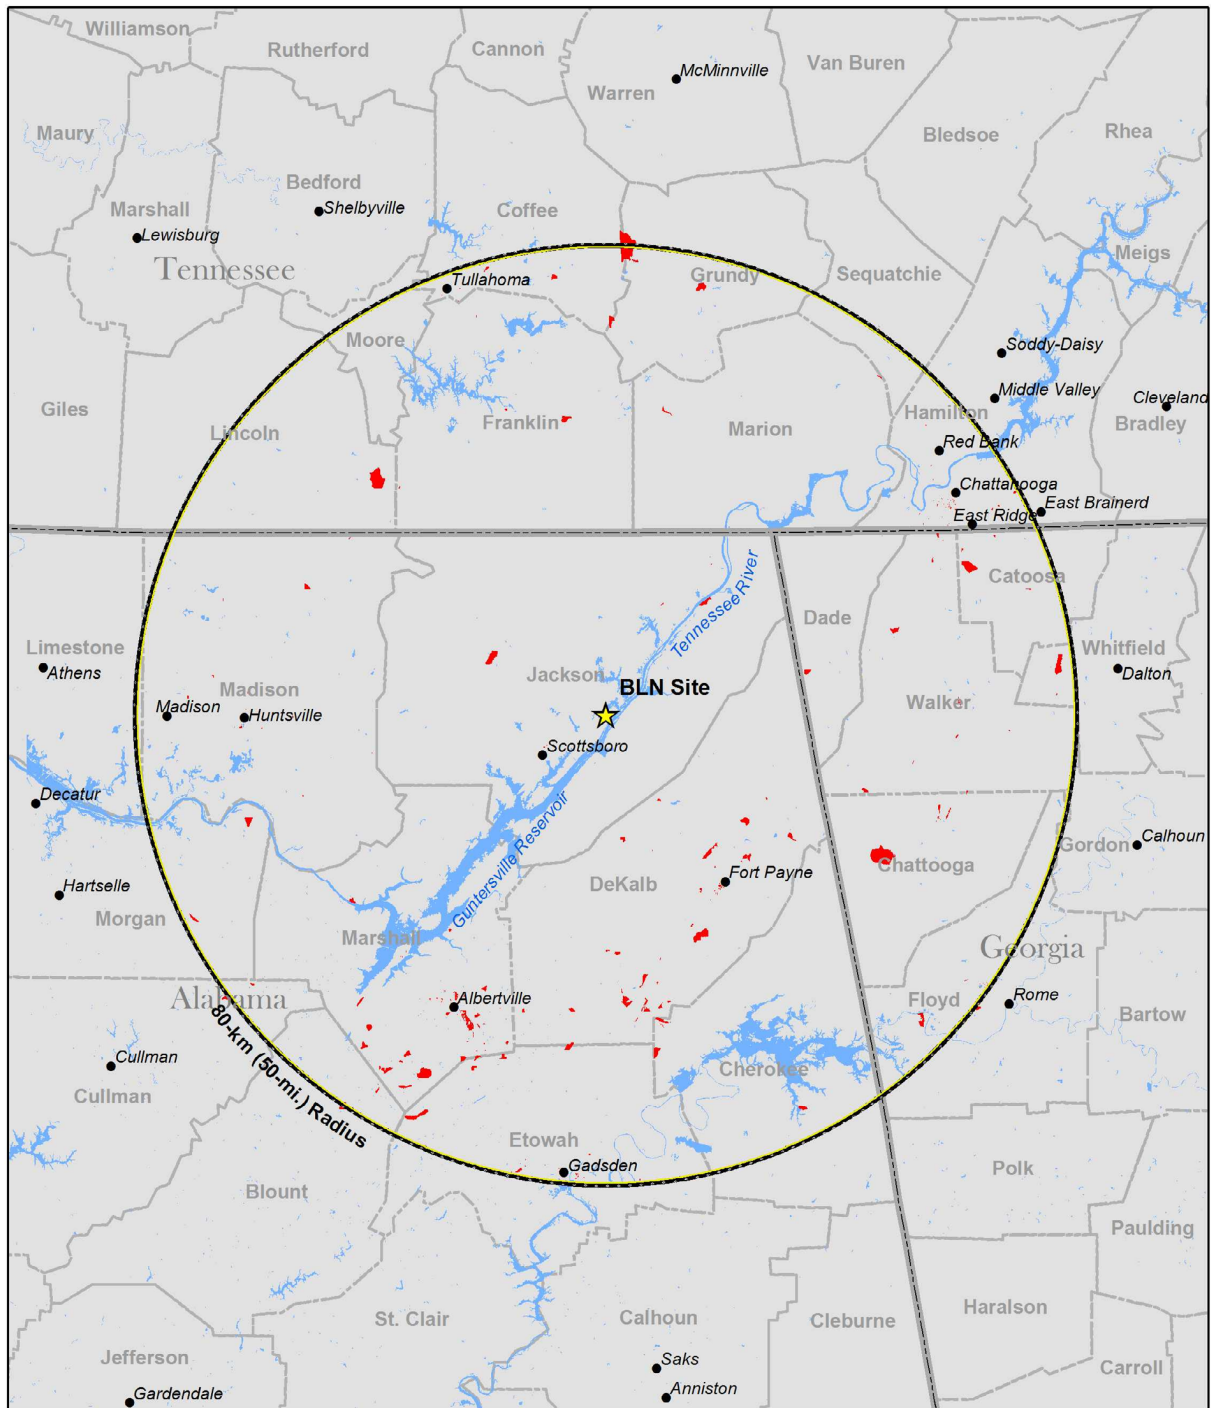 Williamson
Rutherford
Cannon
McMinnville
Van Buren
Warren
Maury
Bledsoe
Rhea
Bedford
Marshall
Shelbyville
Coffee
Lewisburg
Tennessee
Meigs
Grundy
Sequatchie
Tullahoma
Moore
Soddy-Daisy
Middle Valley
Cleveland
Giles
Hamilton
Franklin
Bradley
Lincoln
Marion
Red Bank
Chattanooga
East Brainerd
East Ridge
Catoosa
Tennessee River
Dade
Limestone
Whitfield
Athens
Jackson
Dalton
BLN Site
Madison
Walker
Madison
Huntsville
Scottsboro
Decatur
Guntersville Reservoir
Calhoun
Gordon
Chattooga
Fort Payne
DeKalb
Hartselle
Morgan
Marshall
Georgia
Alabama
Albertville
Floyd
Rome
Bartow
80-km (50-mi.) Radius
Cullman
Cherokee
Cullman
Etowah
Gadsden
Polk
Blount
Paulding
Haralson
St. Clair
Calhoun
Cleburne
Jefferson
Saks
Carroll
Gardendale
Anniston